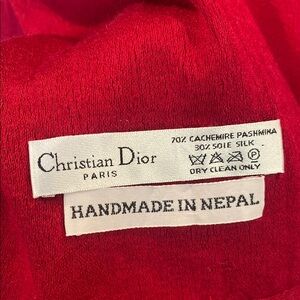 Christian Dior
PARIS
70% CACHEMIRE PASHMINA
30% SOIE SILK
P
DRY CLEAN ONLY
HANDMADE IN NEPAL